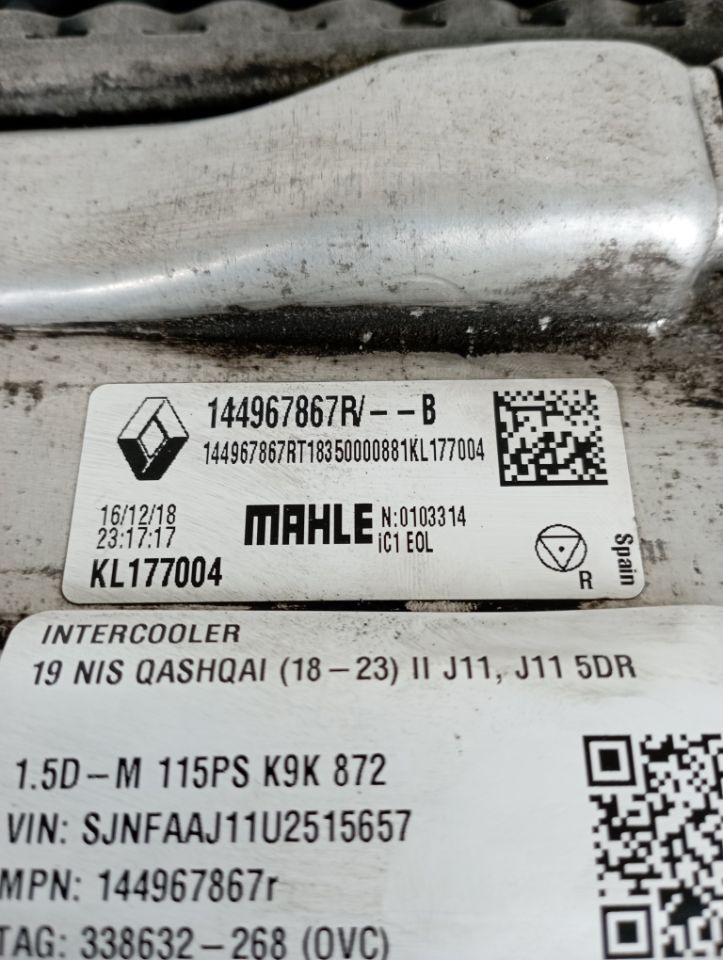 144967867R/--B
144967867RT18350000881KL177004
16/12/18
23:17:17
MAHLE
N:0103314
iC1 EOL
KL177004
R
Spain
INTERCOOLER
19 NIS QASHQAI (18-23) II J11, J11 5DR
1.5D-M 115PS K9K 872
VIN: SJNFAAJ11U2515657
MPN: 144967867r
TAG: 338632-268 (OVC)